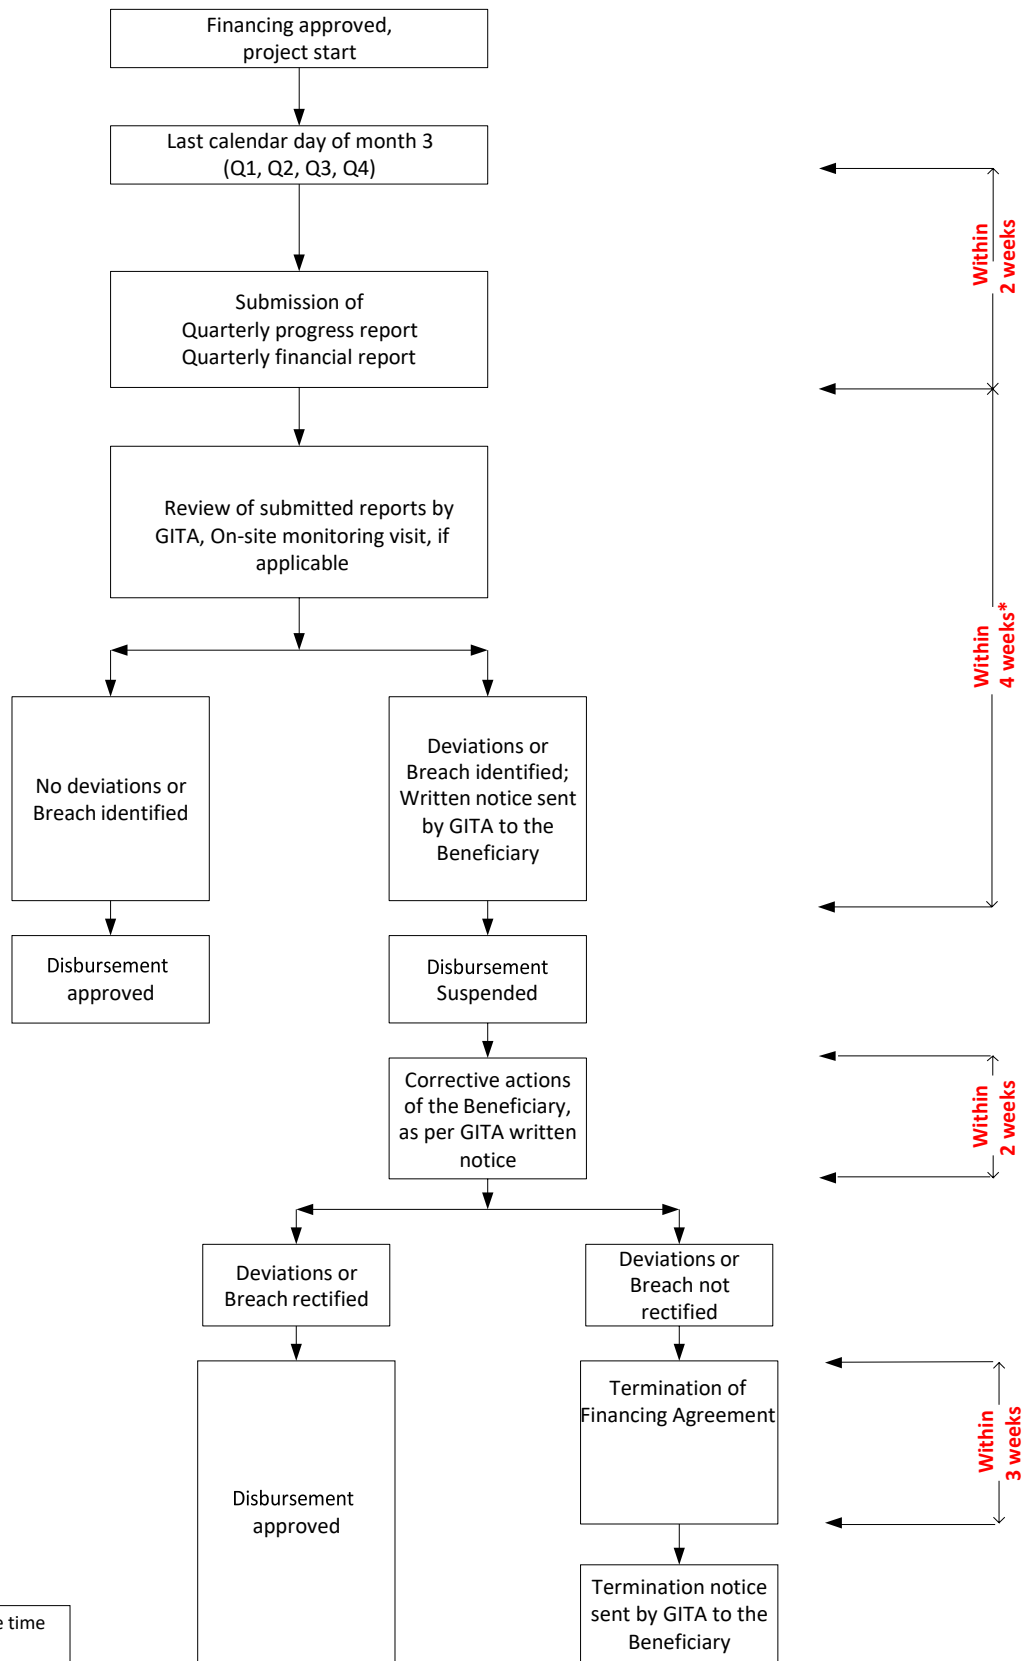 Financing approved,
project start
Last calendar day of month 3
(Q1, Q2, Q3, Q4)
Within
2 weeks
Submission of
Quarterly progress report
Quarterly financial report
Review of submitted reports by
GITA, On-site monitoring visit, if
applicable
Within
4 weeks*
No deviations or
Breach identified
Deviations or
Breach identified;
Written notice sent
by GITA to the
Beneficiary
Disbursement
approved
Disbursement
Suspended
Corrective actions
of the Beneficiary,
as per GITA written
notice
Within
2 weeks
Deviations or
Breach rectified
Deviations or
Breach not
rectified
Disbursement
approved
Termination of
Financing Agreement
Within
3 weeks
Termination notice
sent by GITA to the
Beneficiary
time